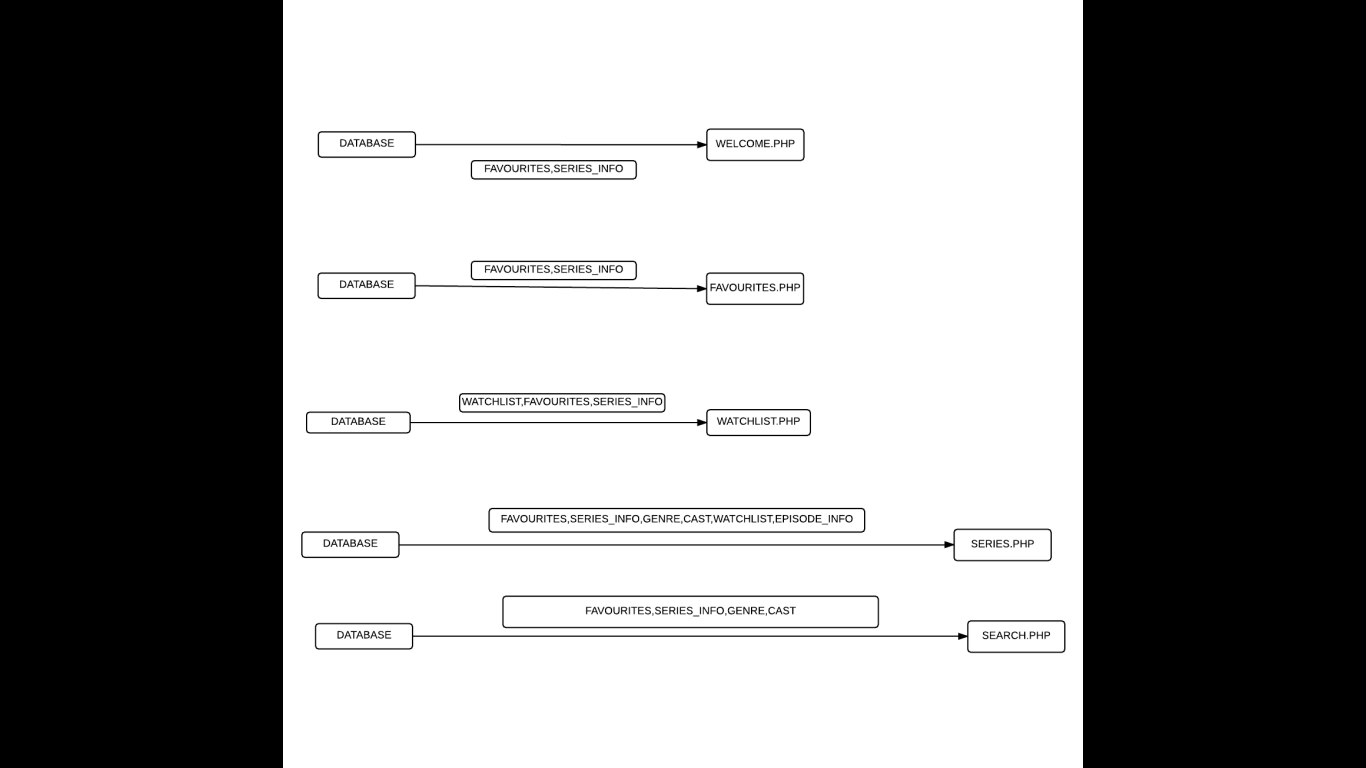 DATABASE
WELCOME.PHP
FAVOURITES,SERIES_INFO
FAVOURITES,SERIES_INFO
DATABASE
FAVOURITES.PHP
WATCHLIST,FAVOURITES,SERIES_INFO
DATABASE
WATCHLIST.PHP
FAVOURITES,SERIES_INFO,GENRE,CAST,WATCHLIST,EPISODE_INFO
DATABASE
SERIES.PHP
FAVOURITES,SERIES_INFO,GENRE,CAST
DATABASE
SEARCH.PHP